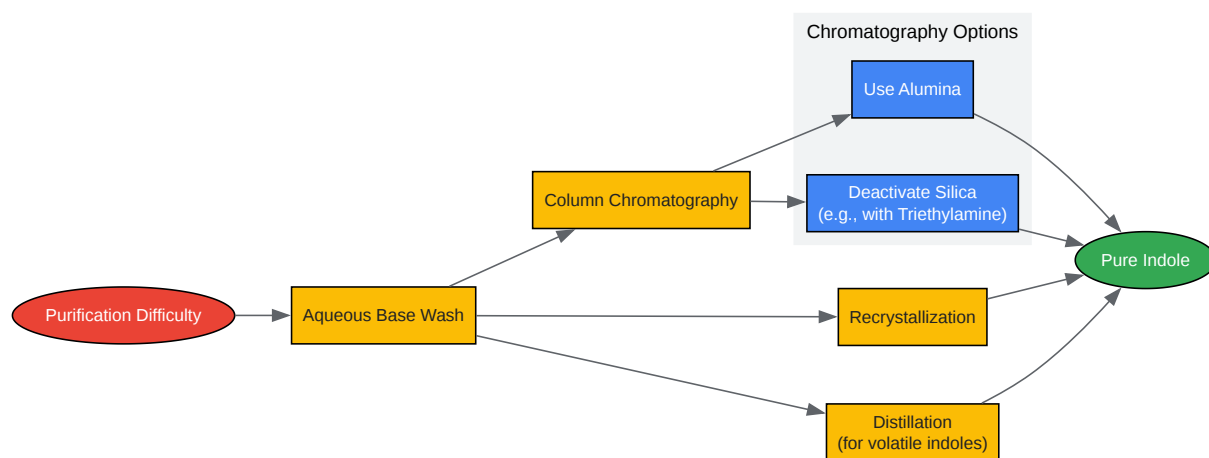 Chromatography Options
Use Alumina
Column Chromatography
Deactivate Silica
(e.g., with Triethylamine)
Pure Indole
Purification Difficulty
Aqueous Base Wash
Recrystallization
Distillation
(for volatile indoles)